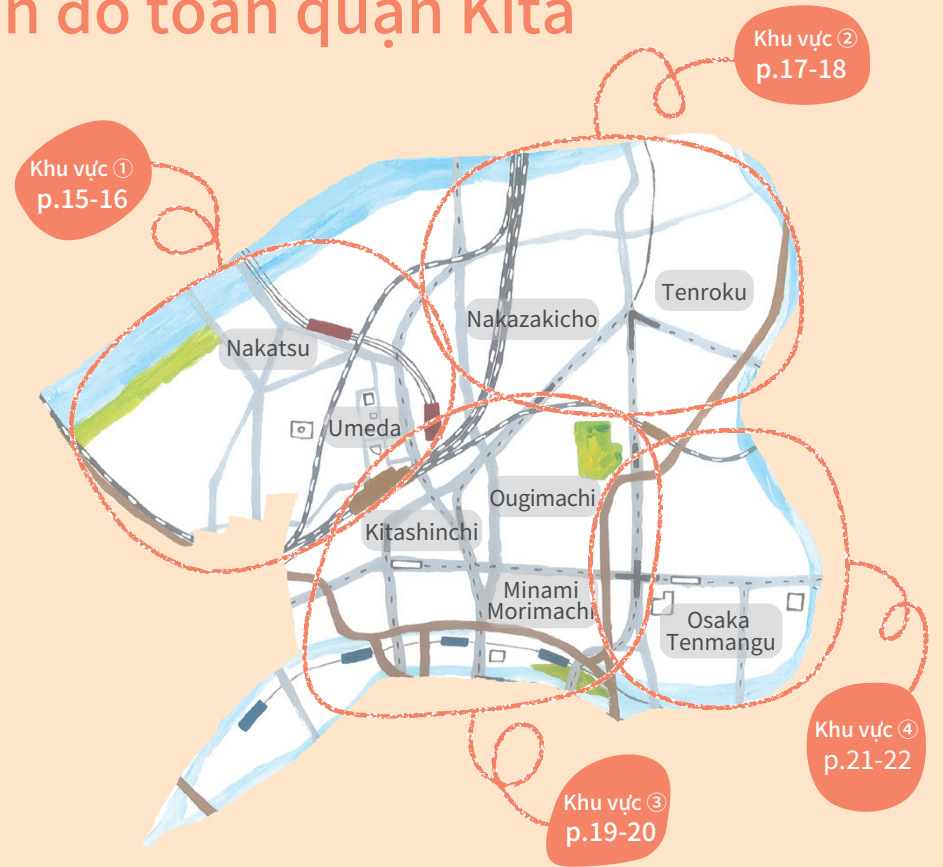 đồ toàn quận Kita
Khu vực ②
p.17-18
Khu vực ①
p.15-16
Tenroku
Nakazakicho
Nakatsu
Umeda
Ougimachi
Kitashinchi
Minami
Morimachi
Osaka
Tenmangu
Khu vực ④
p.21-22
Khu vực ③
p.19-20